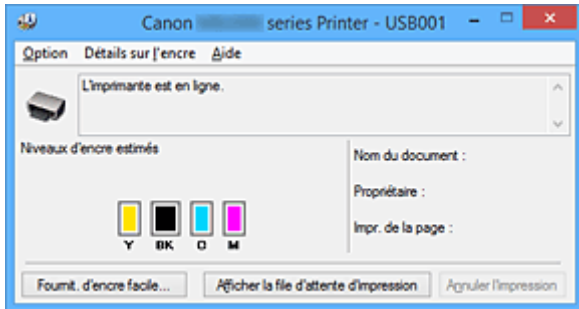 Canon series Printer - USB001
Option Détails sur l'encre Aide
L'imprimante est en ligne.
Niveaux d'encre estimés
Nom du document :
Propriétaire :
Impr. de la page :
Y BK C M
Fournit. d'encre facile... Afficher la file d'attente d'impression Annuler l'impression